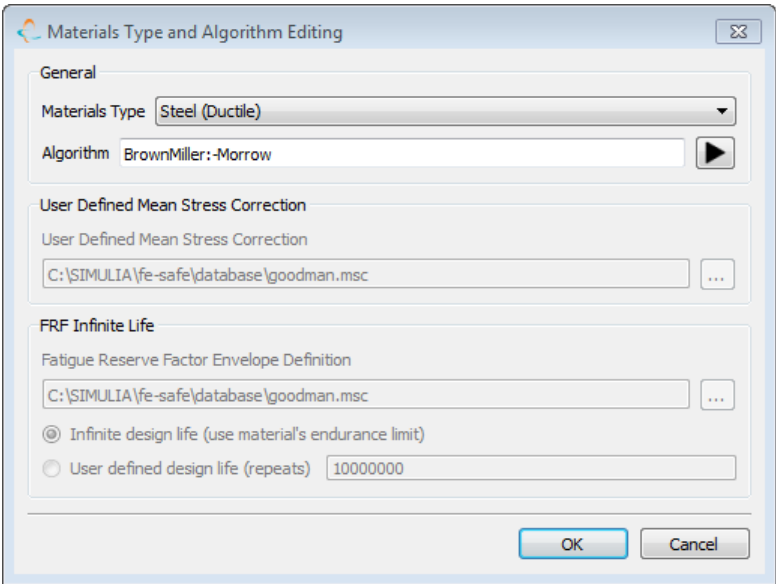 Materials Type and Algorithm Editing
General
Materials Type Steel (Ductile)
Algorithm BrownMiller:-Morrow
User Defined Mean Stress Correction
User Defined Mean Stress Correction
C:\SIMULIA\fe-safe\database\goodman.msc ...
FRF Infinite Life
Fatigue Reserve Factor Envelope Definition
C:\SIMULIA\fe-safe\database\goodman.msc ...
Infinite design life (use material's endurance limit)
User defined design life (repeats) 10000000
OK Cancel